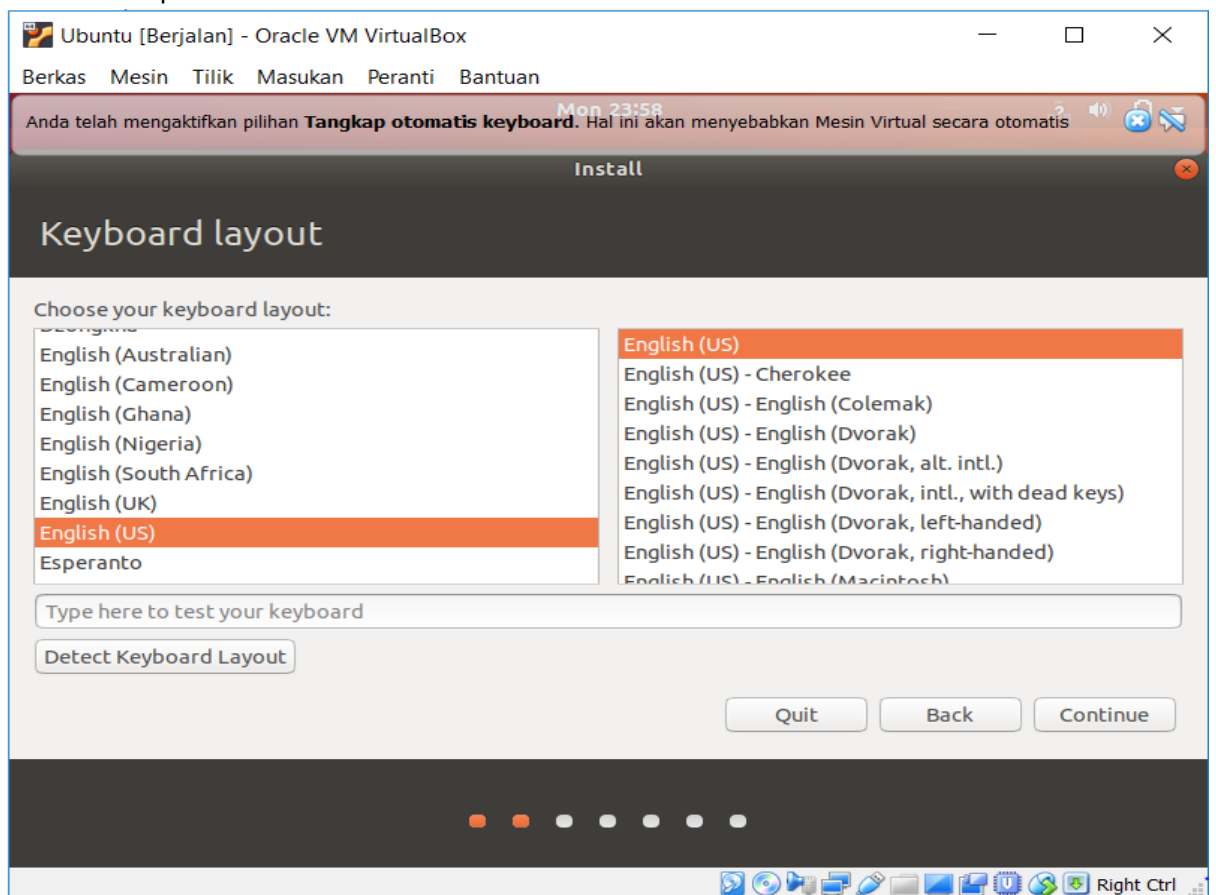 Ubuntu [Berjalan] - Oracle VM VirtualBox
Berkas Mesin Tilik Masukan Peranti Bantuan
Mon 23:58
Anda telah mengaktifkan pilihan Tangkap otomatis keyboard. Hal ini akan menyebabkan Mesin Virtual secara otomatis
Install
Keyboard layout
Choose your keyboard layout:
English (Australian)
English (Cameroon)
English (Ghana)
English (Nigeria)
English (South Africa)
English (UK)
English (US)
Esperanto
English (US)
English (US) - Cherokee
English (US) - English (Colemak)
English (US) - English (Dvorak)
English (US) - English (Dvorak, alt. intl.)
English (US) - English (Dvorak, intl., with dead keys)
English (US) - English (Dvorak, left-handed)
English (US) - English (Dvorak, right-handed)
English (US) - English (Macintosh)
Type here to test your keyboard
Detect Keyboard Layout
Quit Back Continue
Right Ctrl